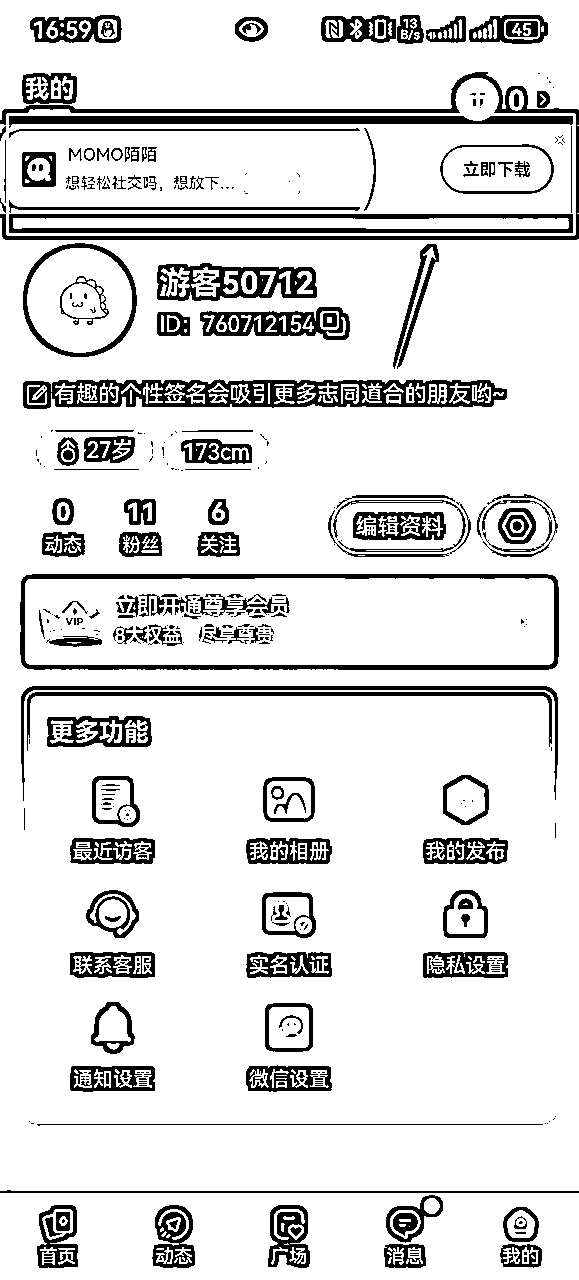 16:59 13 B/s 45
我的 0
MOMO陌陌
想轻松社交吗，想放下... 立即下载
游客50712
ID：760712154
有趣的个性签名会吸引更多志同道合的朋友哟~
27岁 173cm
0 11 6
动态 粉丝 关注 编辑资料
VIP 立即开通尊享会员
8大权益 尽享尊贵
更多功能
最近访客 我的相册 我的发布
联系客服 实名认证 隐私设置
通知设置 微信设置
首页 动态 广场 消息 我的